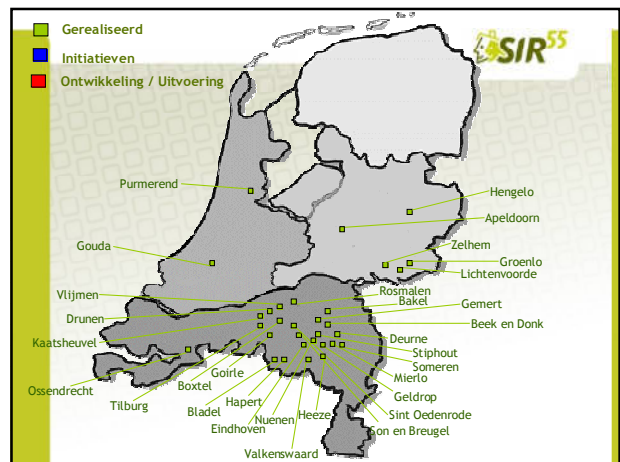 Gerealiseerd
Initiatieven
Ontwikkeling / Uitvoering
SIR55
Purmerend
Hengelo
Apeldoorn
Gouda
Zelhem
Groenlo
Lichtenvoorde
Vlijmen
Rosmalen
Bakel
Gemert
Drunen
Beek en Donk
Kaatsheuvel
Deurne
Stiphout
Someren
Ossendrecht
Goirle
Mierlo
Boxtel
Geldrop
Tilburg
Hapert
Bladel
Heeze
Sint Oedenrode
Nuenen
Eindhoven
Son en Breugel
Valkenswaard